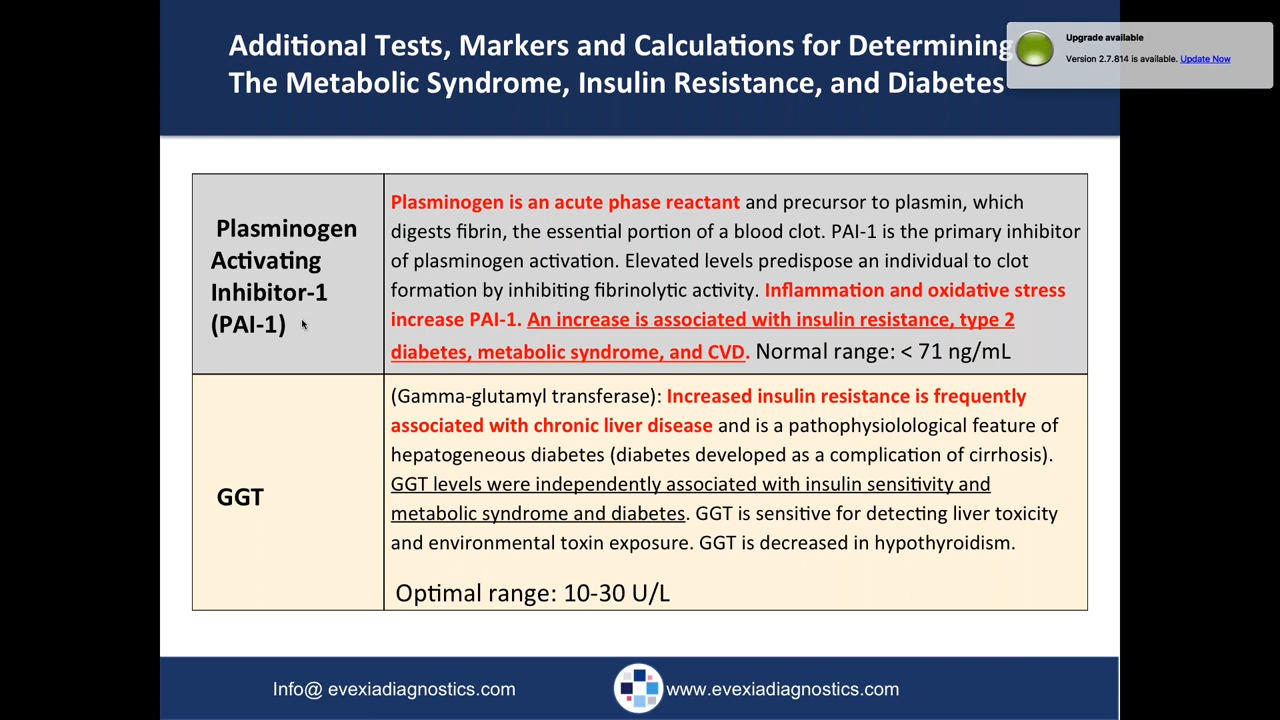 Additional Tests, Markers and Calculations for Determining
The Metabolic Syndrome, Insulin Resistance, and Diabetes
Upgrade available
Version 2.7.814 is available. Update Now
Plasminogen
Activating
Inhibitor-1
(PAI-1)
Plasminogen is an acute phase reactant and precursor to plasmin, which
digests fibrin, the essential portion of a blood clot. PAI-1 is the primary inhibitor
of plasminogen activation. Elevated levels predispose an individual to clot
formation by inhibiting fibrinolytic activity. Inflammation and oxidative stress
increase PAI-1. An increase is associated with insulin resistance, type 2
diabetes, metabolic syndrome, and CVD. Normal range: < 71 ng/mL
GGT
(Gamma-glutamyl transferase): Increased insulin resistance is frequently
associated with chronic liver disease and is a pathophysiolological feature of
hepatogeneous diabetes (diabetes developed as a complication of cirrhosis).
GGT levels were independently associated with insulin sensitivity and
metabolic syndrome and diabetes. GGT is sensitive for detecting liver toxicity
and environmental toxin exposure. GGT is decreased in hypothyroidism.
Optimal range: 10-30 U/L
Info@ evexiadiagnostics.com
www.evexiadiagnostics.com